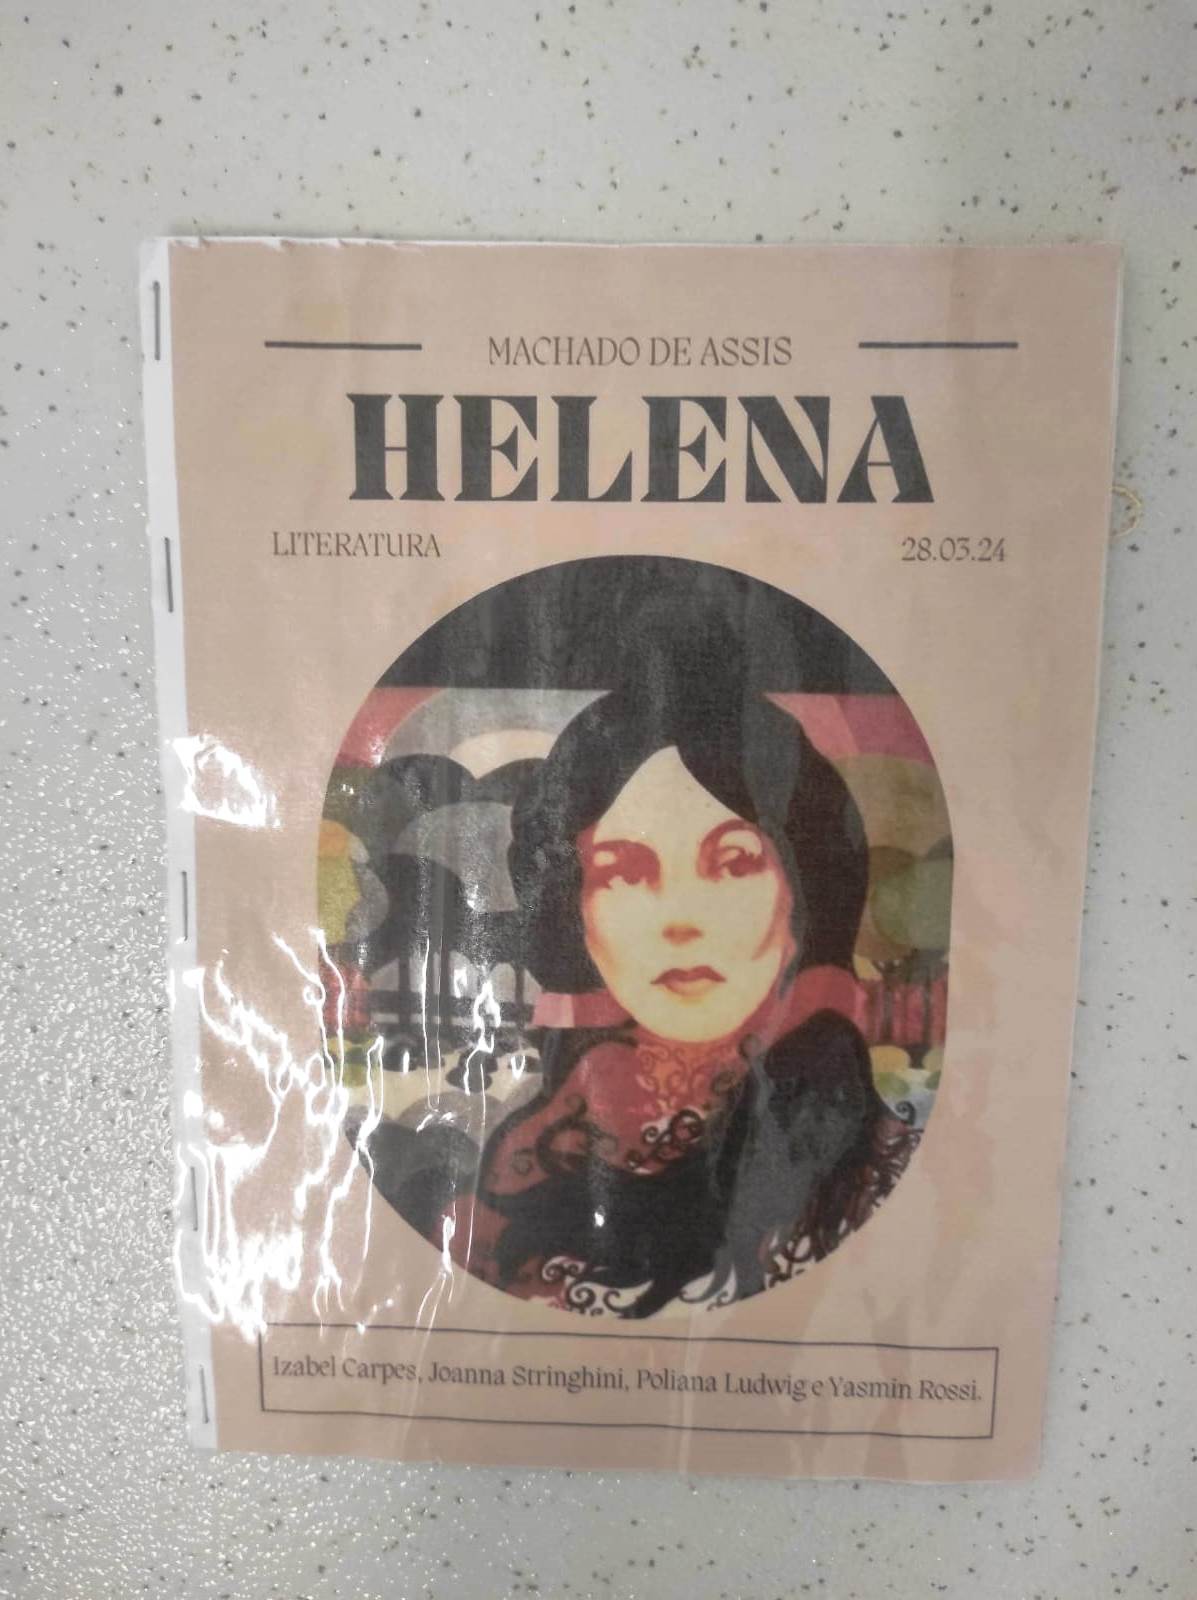 MACHADO DE ASSIS
HELENA
LITERATURA
28.03.24
Izabel Carpes, Joanna Stringhini, Poliana Ludwig e Yasmin Rossi.